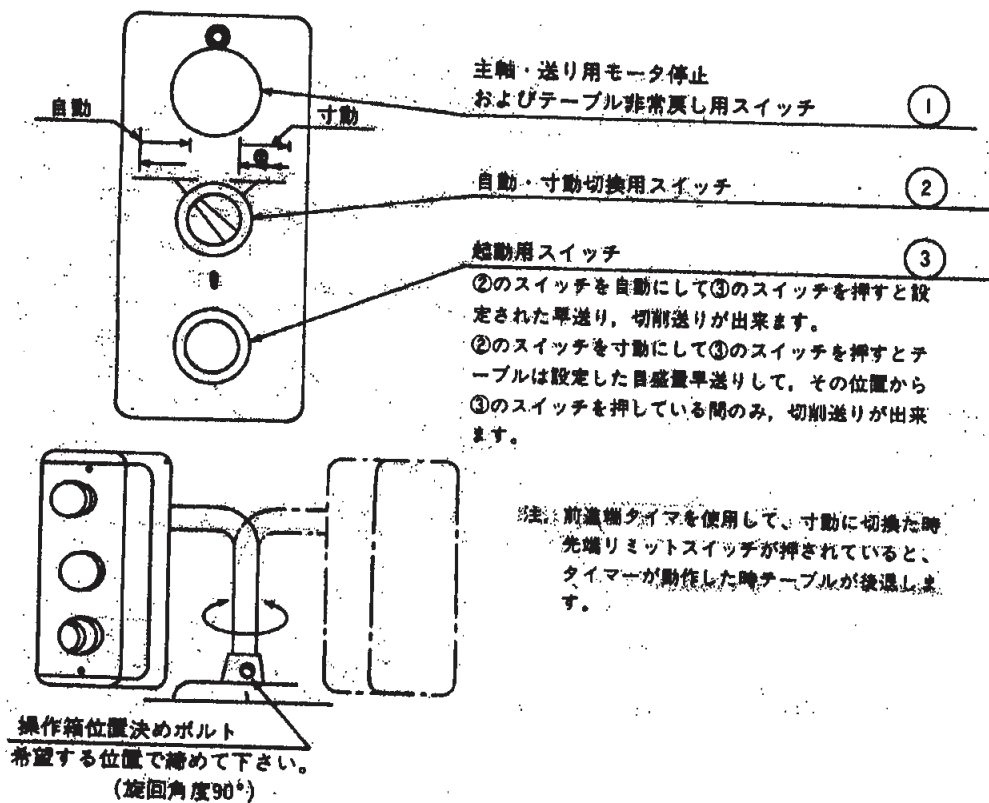 自動
寸動
主軸・送り用モータ停止
およびテーブル非常戻し用スイッチ
1
自動・寸動切換用スイッチ
2
起動用スイッチ
3
②のスイッチを自動にして③のスイッチを押すと設
定された早送り,切削送りが出来ます。
②のスイッチを寸動にして③のスイッチを押すとテ
ーブルは設定した目盛量早送りして,その位置から
③のスイッチを押している間のみ,切削送りが出来
ます。
注. 前進端タイマを使用して、寸動に切換た時
先端リミットスイッチが押されていると、
タイマーが動作した時テーブルが後退しま
す。
操作箱位置決めボルト
希望する位置で締めて下さい。
(旋回角度90°)